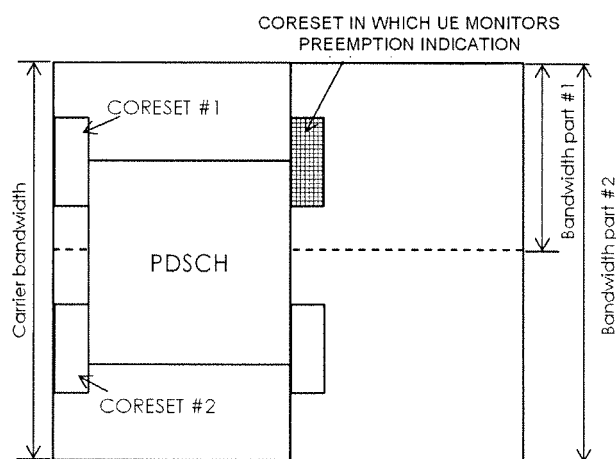 CORESET IN WHICH UE MONITORS
PREEMPTION INDICATION
CORESET #1
PDSCH
CORESET #2
Carrier bandwidth
Bandwidth part #1
Bandwidth part #2